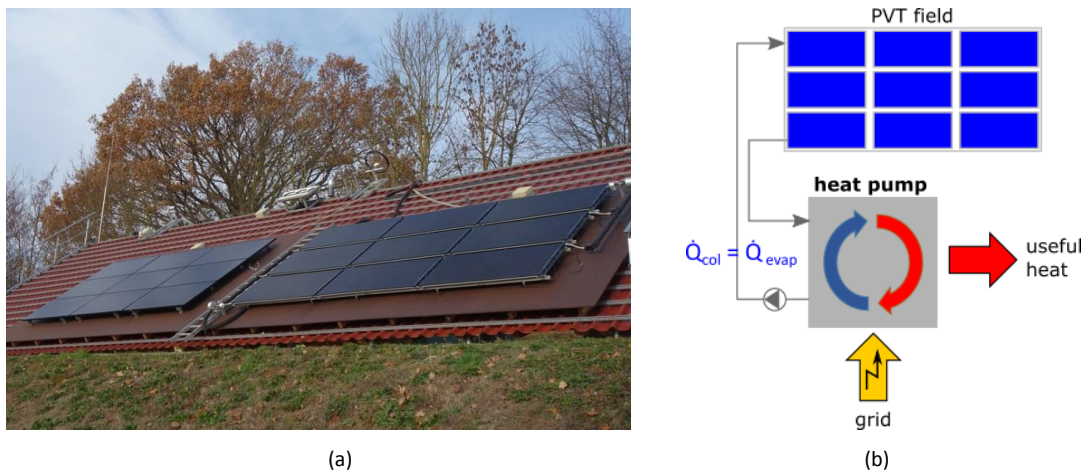 PVT field
heat pump
Q̇col = Q̇evap
useful
heat
grid
(a)
(b)